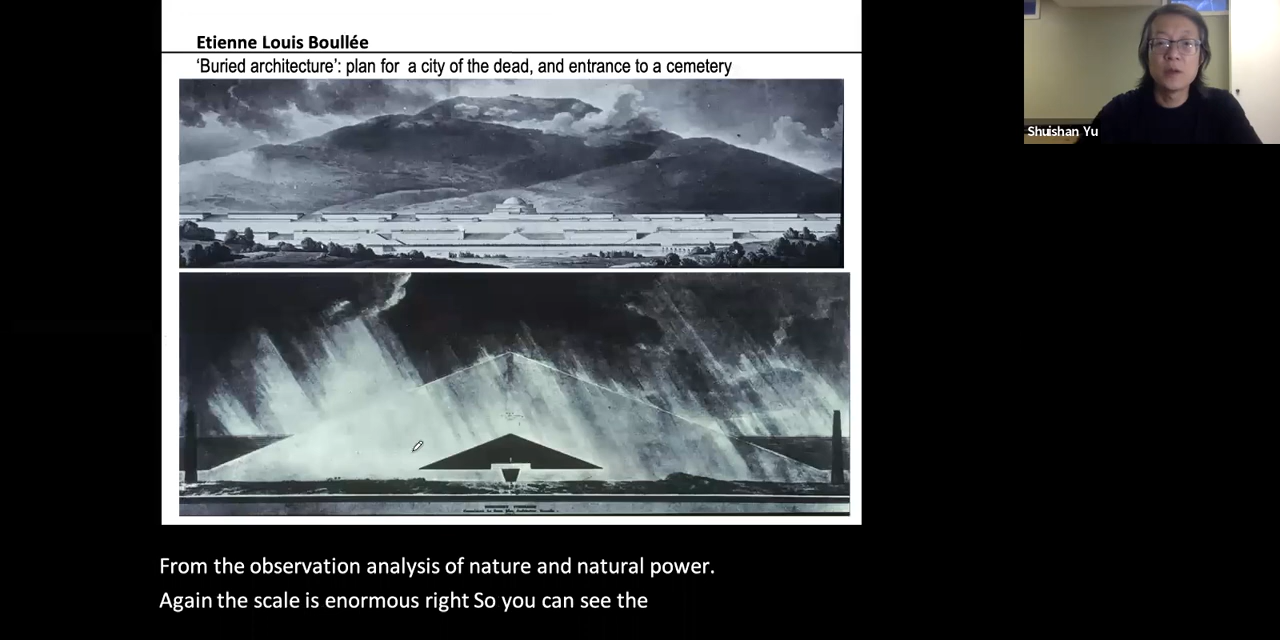 Etienne Louis Boullée
‘Buried architecture’: plan for a city of the dead, and entrance to a cemetery
Shuishan Yu
From the observation analysis of nature and natural power.
Again the scale is enormous right So you can see the